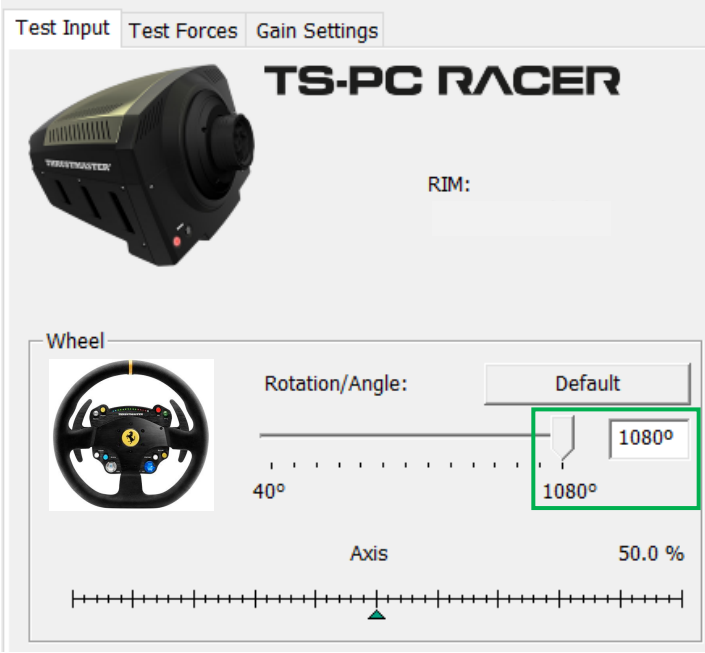 Test Input Test Forces Gain Settings
TS-PC RACER
THRUSTMASTER
RIM:
Wheel
Rotation/Angle: Default
1080º
40º 1080º
Axis 50.0 %